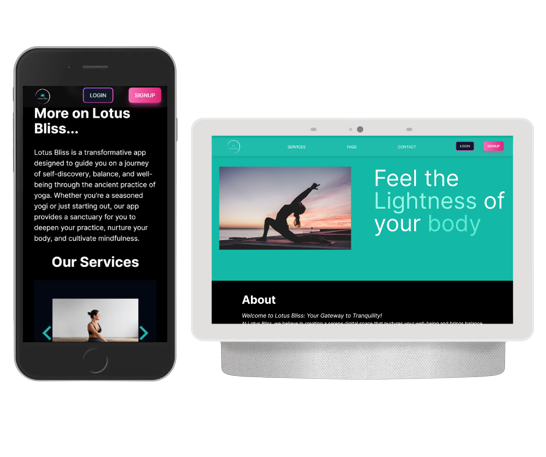 LOGIN
SIGNUP
More on Lotus
Bliss...
Lotus Bliss is a transformative app
designed to guide you on a journey
of self-discovery, balance, and well-
being through the ancient practice of
yoga. Whether you're a seasoned
yogi or just starting out, our app
provides a sanctuary for you to
deepen your practice, nurture your
body, and cultivate mindfulness.
Our Services
SERVICES
FAQS
CONTACT
LOGIN
SIGNUP
Feel the
Lightness of
your body
About
Welcome to Lotus Bliss: Your Gateway to Tranquility!
At Lotus Bliss, we believe in creating a serene digital space that nurtures your well-being and brings balance